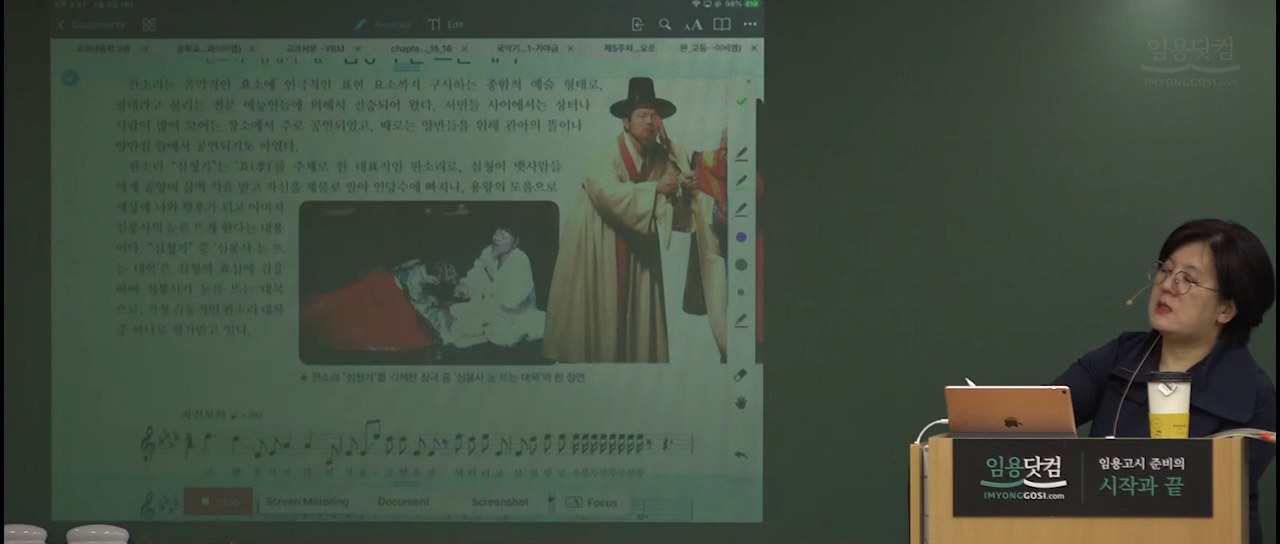 98%
Documents
Annotate Edit
임용닷컴
IMYONGGOSI.com
판소리는 음악적인 요소에 연극적인 표현 요소까지 구사하는 종합적 예술 형태로,
광대라고 불리는 전문 예능인들에 의해서 전승되어 왔다. 서민들 사이에서는 장터나
사람이 많이 모이는 장소에서 주로 공연되었고, 때로는 양반들을 위해 관아의 뜰이나
양반집 뜰에서 공연되기도 하였다.
판소리 “심청가”는 ‘효(孝)’를 주제로 한 대표적인 판소리로, 심청이 뱃사람들
에게 공양미 삼백 석을 받고 자신을 제물로 팔아 인당수에 빠지나, 용왕의 도움으로
세상에 나와 황후가 되고 아버지
심봉사의 눈을 뜨게 한다는 내용
이다. “심청가” 중 ‘심봉사 눈 뜨
는 대목’은 심청의 효심에 감동
하여 심봉사가 눈을 뜨는 대목
으로, 가장 감동적인 판소리 대목
중 하나로 평가받고 있다.
▲ 판소리 “심청가”를 각색한 창극 중 ‘심봉사 눈 뜨는 대목’의 한 장면
자진모리
Stop Screen Mirroring Document Screenshot Focus
임용닷컴
IMYONGGOSI.com
임용고시 준비의
시작과 끝